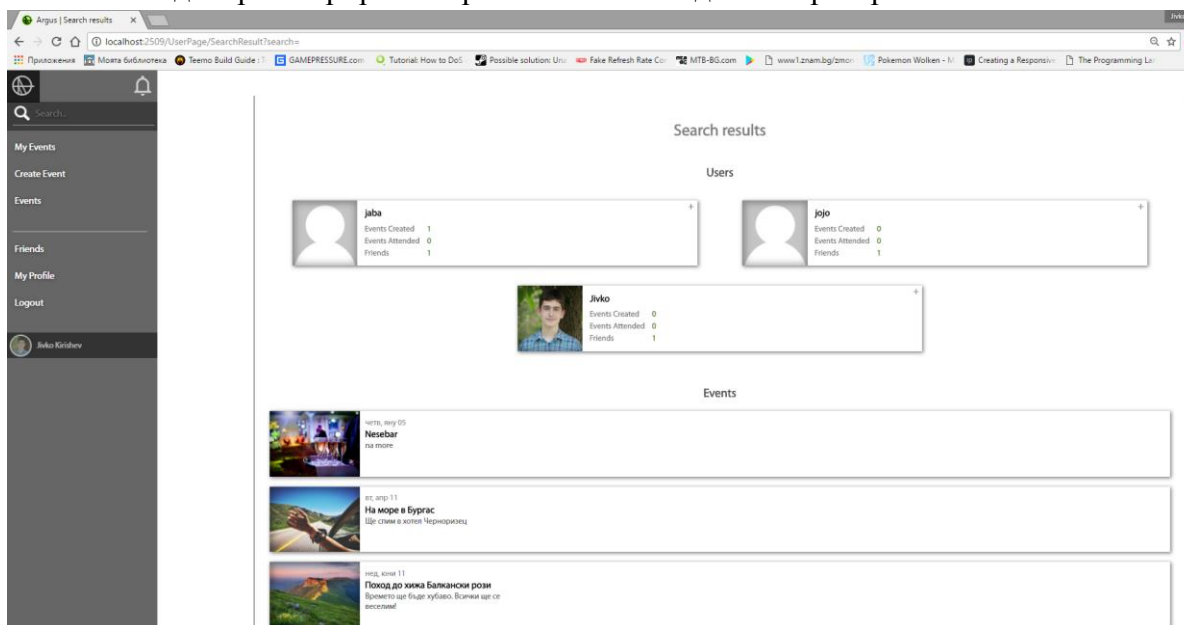 Argus | Search results
Jivko
localhost:2509/UserPage/SearchResult?search=
Приложения Моята библиотека Teemo Build Guide : GAMEPRESSURE.com Tutorial: How to DoS Possible solution: Una Fake Refresh Rate Co MTB-BG.com www1.znam.bg/zmor Pokemon Wolken - M Creating a Responsive The Programming La
Search..
My Events
Create Event
Events
Friends
My Profile
Logout
Jivko Kirishev
Search results
Users
jaba
Events Created 1
Events Attended 0
Friends 1
jojo
Events Created 0
Events Attended 0
Friends 1
Jivko
Events Created 0
Events Attended 0
Friends 1
Events
четв, яну 05
Nesebar
na more
вт, апр 11
На море в Бургас
Ще спим в хотел Черноризец
нед, юни 11
Поход до хижа Балкански рози
Времето ще бъде хубаво. Всички ще се
веселим!